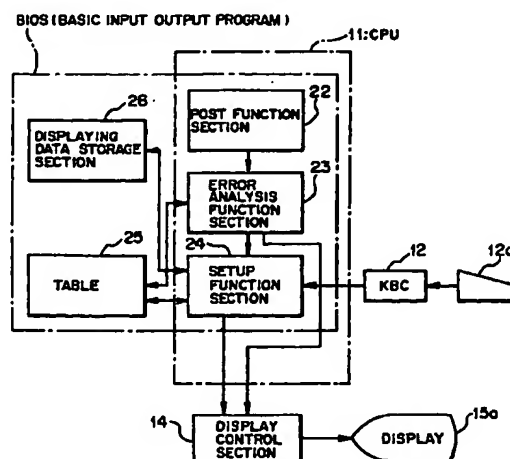 BIOS (BASIC INPUT OUTPUT PROGRAM)
11:CPU
26
22
DISPLAYING
DATA STORAGE
SECTION
POST FUNCTION
SECTION
23
ERROR
ANALYSIS
FUNCTION
SECTION
25
24
TABLE
SETUP
FUNCTION
SECTION
12
KBC
12a
14
DISPLAY
CONTROL
SECTION
DISPLAY
15a